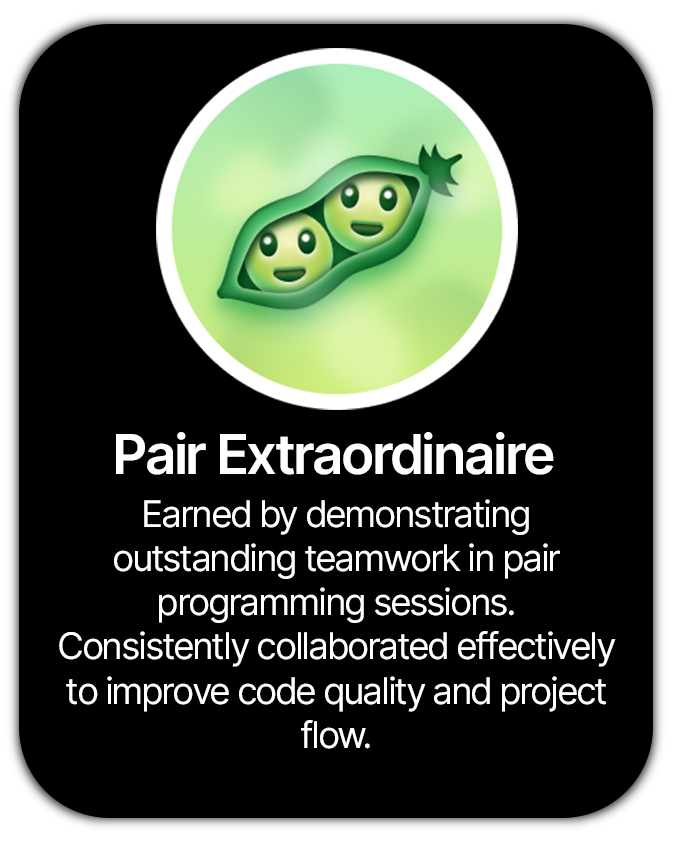 Pair Extraordinaire
Earned by demonstrating
outstanding teamwork in pair
programming sessions.
Consistently collaborated effectively
to improve code quality and project
flow.